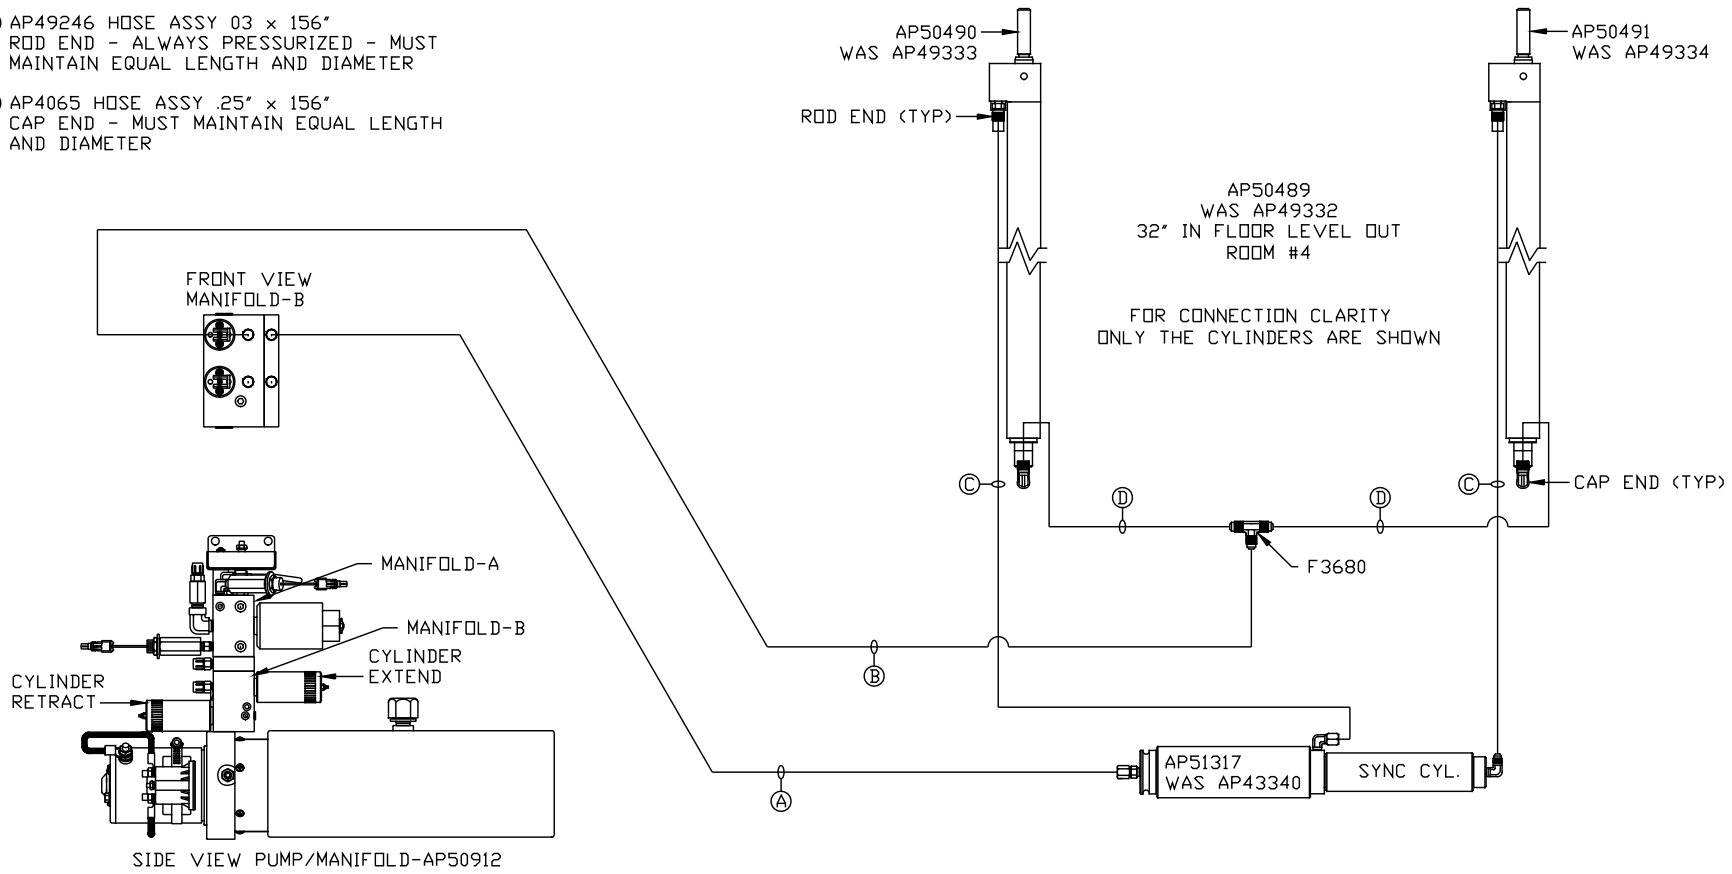 AP49246 HOSE ASSY 03 x 156"
ROD END - ALWAYS PRESSURIZED - MUST
MAINTAIN EQUAL LENGTH AND DIAMETER
AP4065 HOSE ASSY .25" x 156"
CAP END - MUST MAINTAIN EQUAL LENGTH
AND DIAMETER
AP50490
WAS AP49333
AP50491
WAS AP49334
ROD END (TYP)
AP50489
WAS AP49332
32" IN FLOOR LEVEL OUT
ROOM #4
FOR CONNECTION CLARITY
ONLY THE CYLINDERS ARE SHOWN
FRONT VIEW
MANIFOLD-B
C
D
D
C
CAP END (TYP)
F3680
MANIFOLD-A
MANIFOLD-B
CYLINDER
EXTEND
CYLINDER
RETRACT
B
A
AP51317
WAS AP43340
SYNC CYL.
SIDE VIEW PUMP/MANIFOLD-AP50912